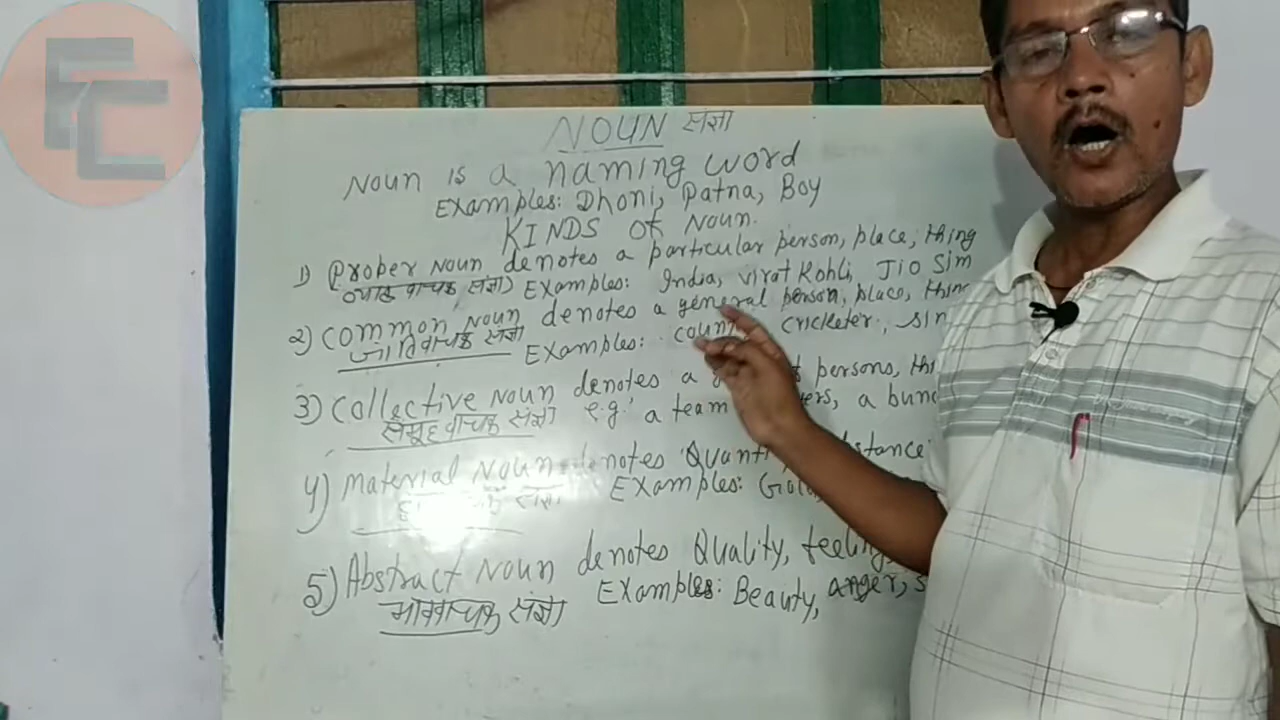 FC
NOUN संज्ञा
Noun is a naming word
Examples: Dhoni, Patna, Boy
KINDS OF NOUN.
1) Proper Noun denotes a particular person, place, thing
संज्ञा) Examples: India, Virat Kohli, Jio Sim
2) Common Noun denotes a general person, place,
जातिवाचक संज्ञा Examples: cricketer,
3) Collective Noun denotes a persons,
समूहवाचक संज्ञा e.g. a team a
4) Material Noun denotes
संज्ञा Examples:
5) Abstract Noun denotes Quality,
संज्ञा Examples: Beauty, anger,